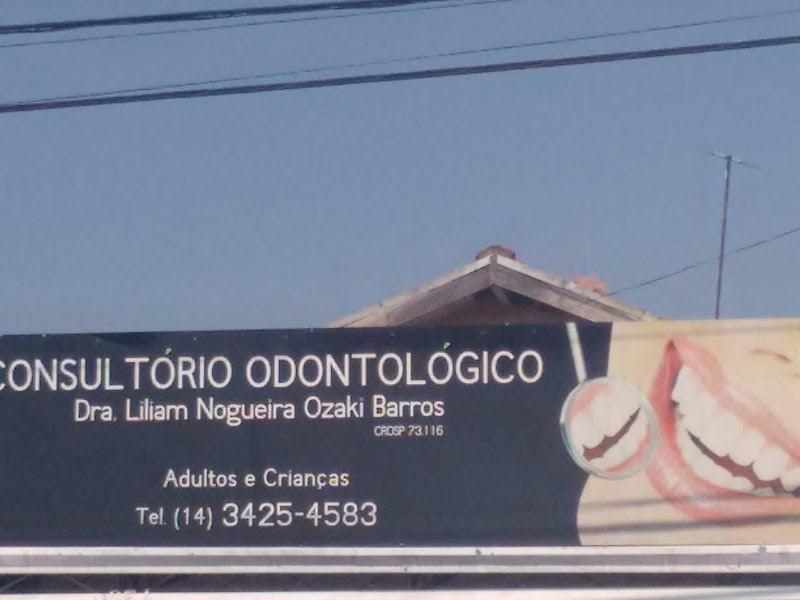 CONSULTÓRIO ODONTOLÓGICO
Dra. Liliam Nogueira Ozaki Barros
CROSP 73.116
Adultos e Crianças
Tel. (14) 3425-4583